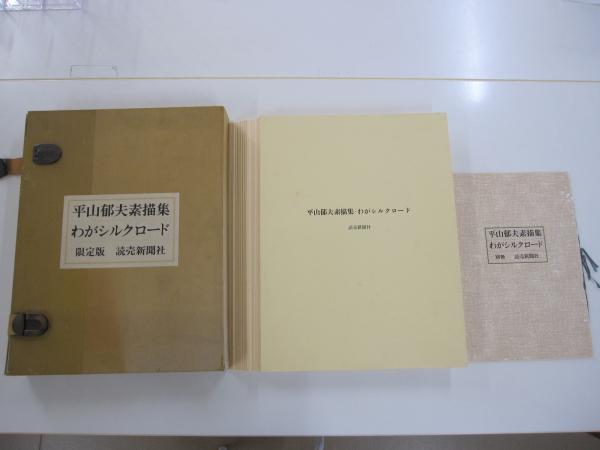 平山郁夫素描集
わがシルクロード
限定版 読売新聞社
平山郁夫素描集・わがシルクロード
読売新聞社
平山郁夫素描集
わがシルクロード
別冊 読売新聞社